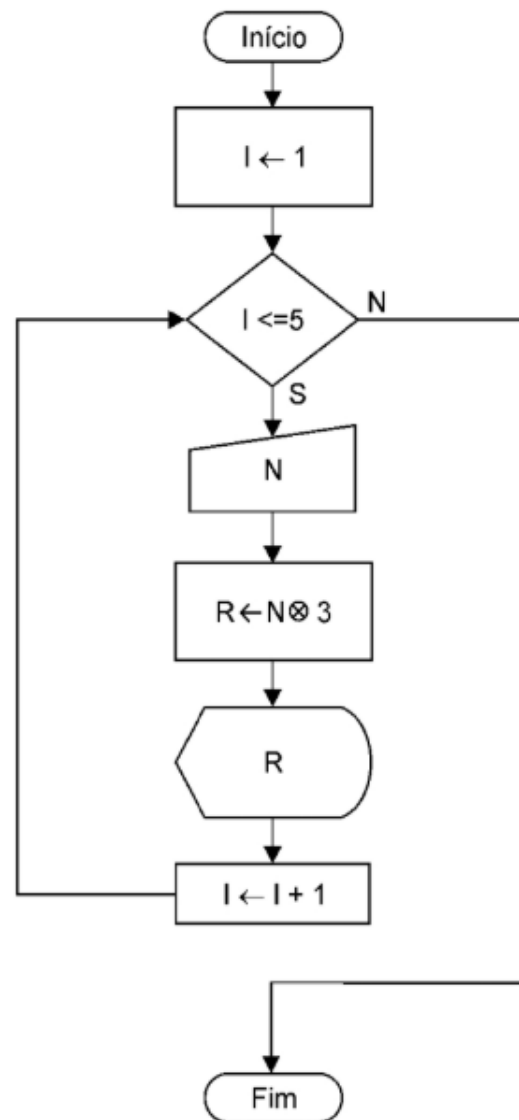 Início
I ← 1
I <=5
N
S
N
R ← N ⊗ 3
R
I ← I + 1
Fim